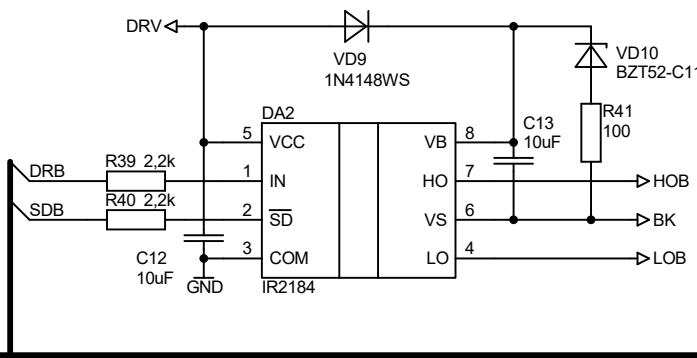 DRV
VD9
1N4148WS
VD10
BZT52-C11
DA2
R41
100
C13
10uF
5 VCC VB 8
DRB R39 2,2k 1 IN HO 7 HOB
SDB R40 2,2k 2 SD VS 6 BK
3 COM LO 4 LOB
C12
10uF
GND
IR2184